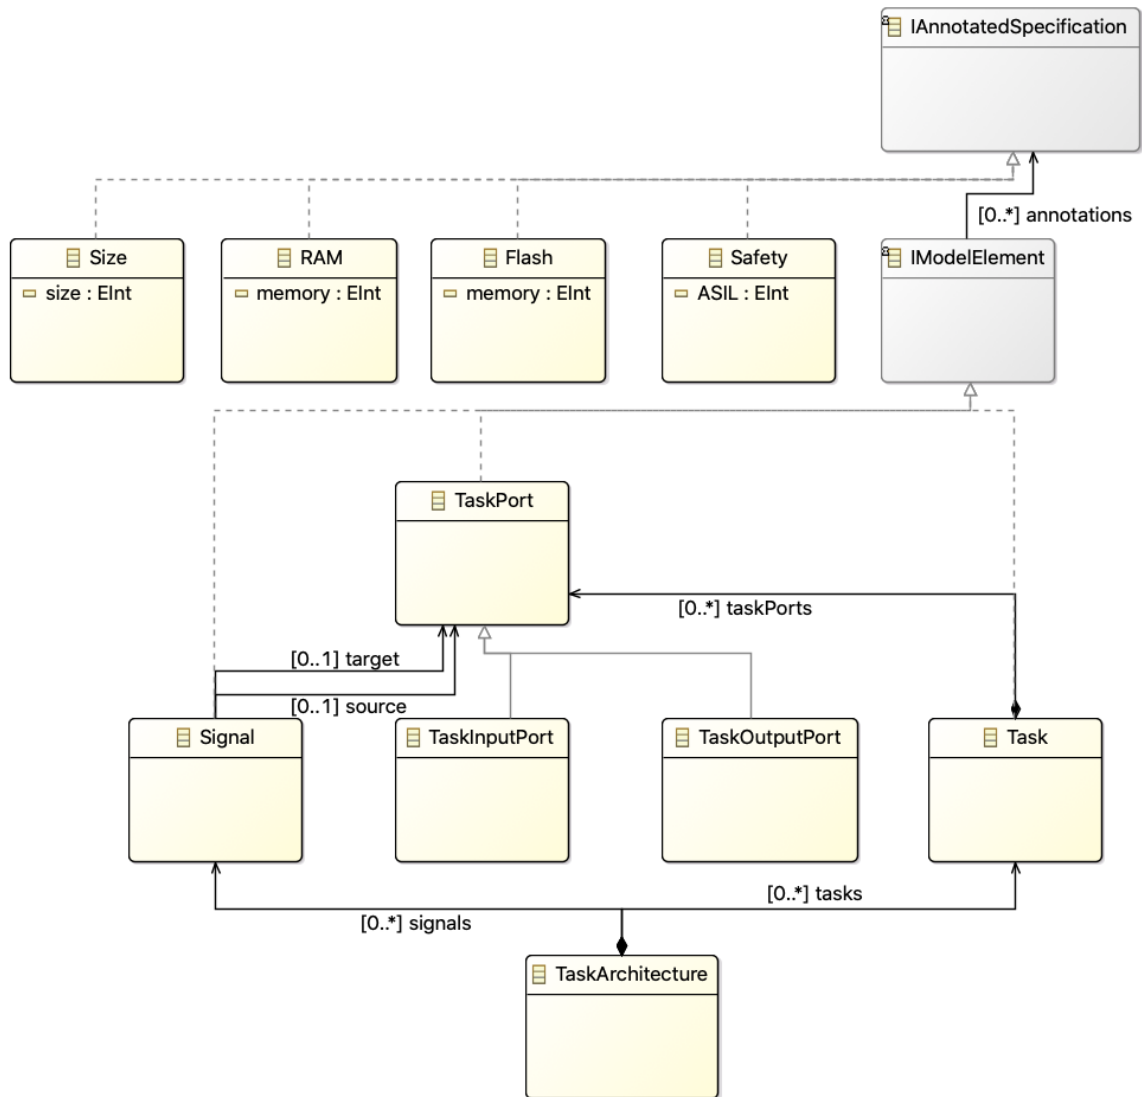 IAnnotatedSpecification
[0..*] annotations
Size
RAM
Flash
Safety
IModelElement
size : EInt
memory : EInt
memory : EInt
ASIL : EInt
TaskPort
[0..*] taskPorts
[0..1] target
[0..1] source
Signal
TaskInputPort
TaskOutputPort
Task
[0..*] tasks
[0..*] signals
TaskArchitecture